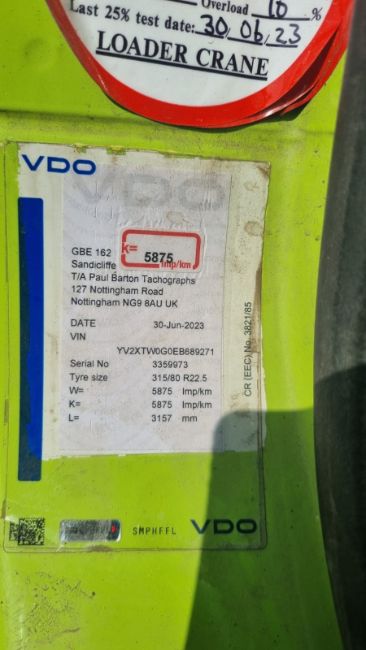 Overload 10 %
Last 25% test date: 30, 06, 23
LOADER CRANE
VDO
VDO
k= 5875 imp/km
GBE 162
Sandicliffe
T/A Paul Barton Tachographs
127 Nottingham Road
Nottingham NG9 8AU UK
DATE 30-Jun-2023
VIN
YV2XTW0G0EB689271
Serial No 3359973
Tyre size 315/80 R22.5
W= 5875 Imp/km
K= 5875 Imp/km
L= 3157 mm
CR (EEC) No. 3821/85
SMPHFFL VDO